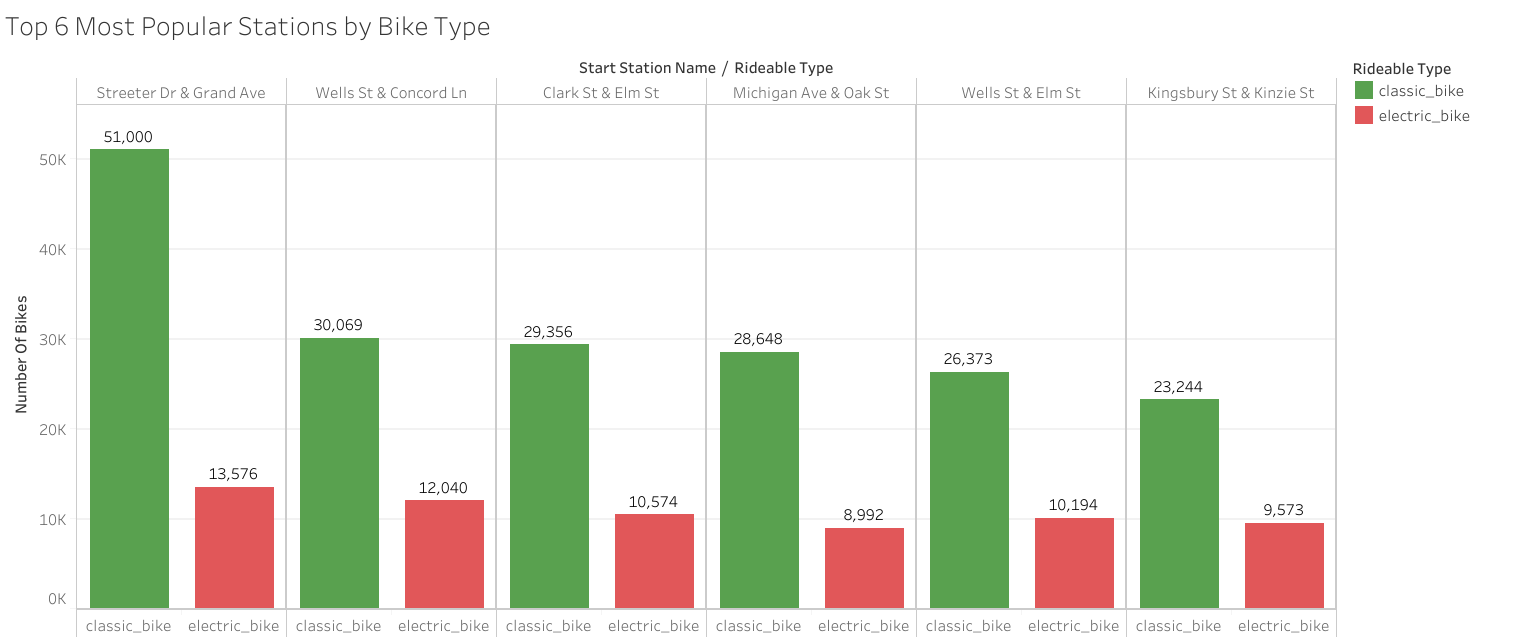 Top 6 Most Popular Stations by Bike Type
Start Station Name / Rideable Type
Rideable Type
classic_bike
electric_bike
Streeter Dr & Grand Ave
Wells St & Concord Ln
Clark St & Elm St
Michigan Ave & Oak St
Wells St & Elm St
Kingsbury St & Kinzie St
Number Of Bikes
50K
40K
30K
20K
10K
0K
51,000
13,576
30,069
12,040
29,356
10,574
28,648
8,992
26,373
10,194
23,244
9,573
classic_bike
electric_bike
classic_bike
electric_bike
classic_bike
electric_bike
classic_bike
electric_bike
classic_bike
electric_bike
classic_bike
electric_bike